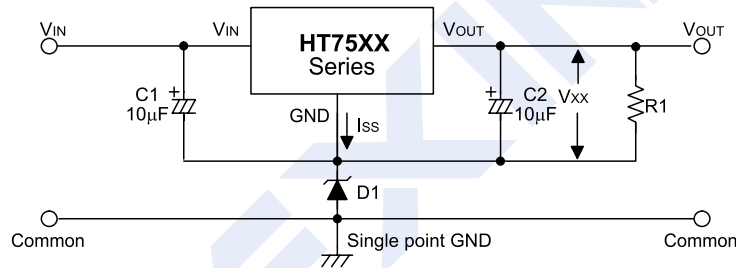 VIN
VIN
HT75XX
Series
VOUT
VOUT
C1
10μF
GND
ISS
C2
10μF
VXX
R1
D1
Common
Single point GND
Common